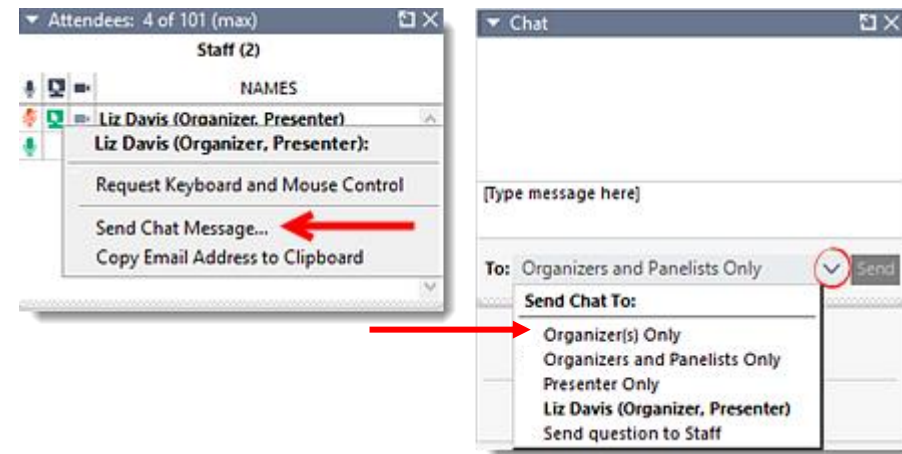 Attendees: 4 of 101 (max)
Staff (2)
NAMES
Liz Davis (Organizer, Presenter)
Liz Davis (Organizer, Presenter):
Request Keyboard and Mouse Control
Send Chat Message...
Copy Email Address to Clipboard
Chat
[Type message here]
To: Organizers and Panelists Only Send
Send Chat To:
Organizer(s) Only
Organizers and Panelists Only
Presenter Only
Liz Davis (Organizer, Presenter)
Send question to Staff